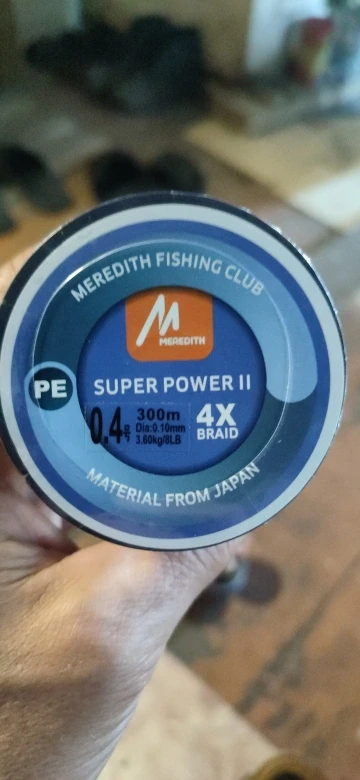 MEREDITH FISHING CLUB
MEREDITH
PE
SUPER POWER II
0.4
300m
Dia:0.10mm
3.60kg/8LB
4X
BRAID
MATERIAL FROM JAPAN